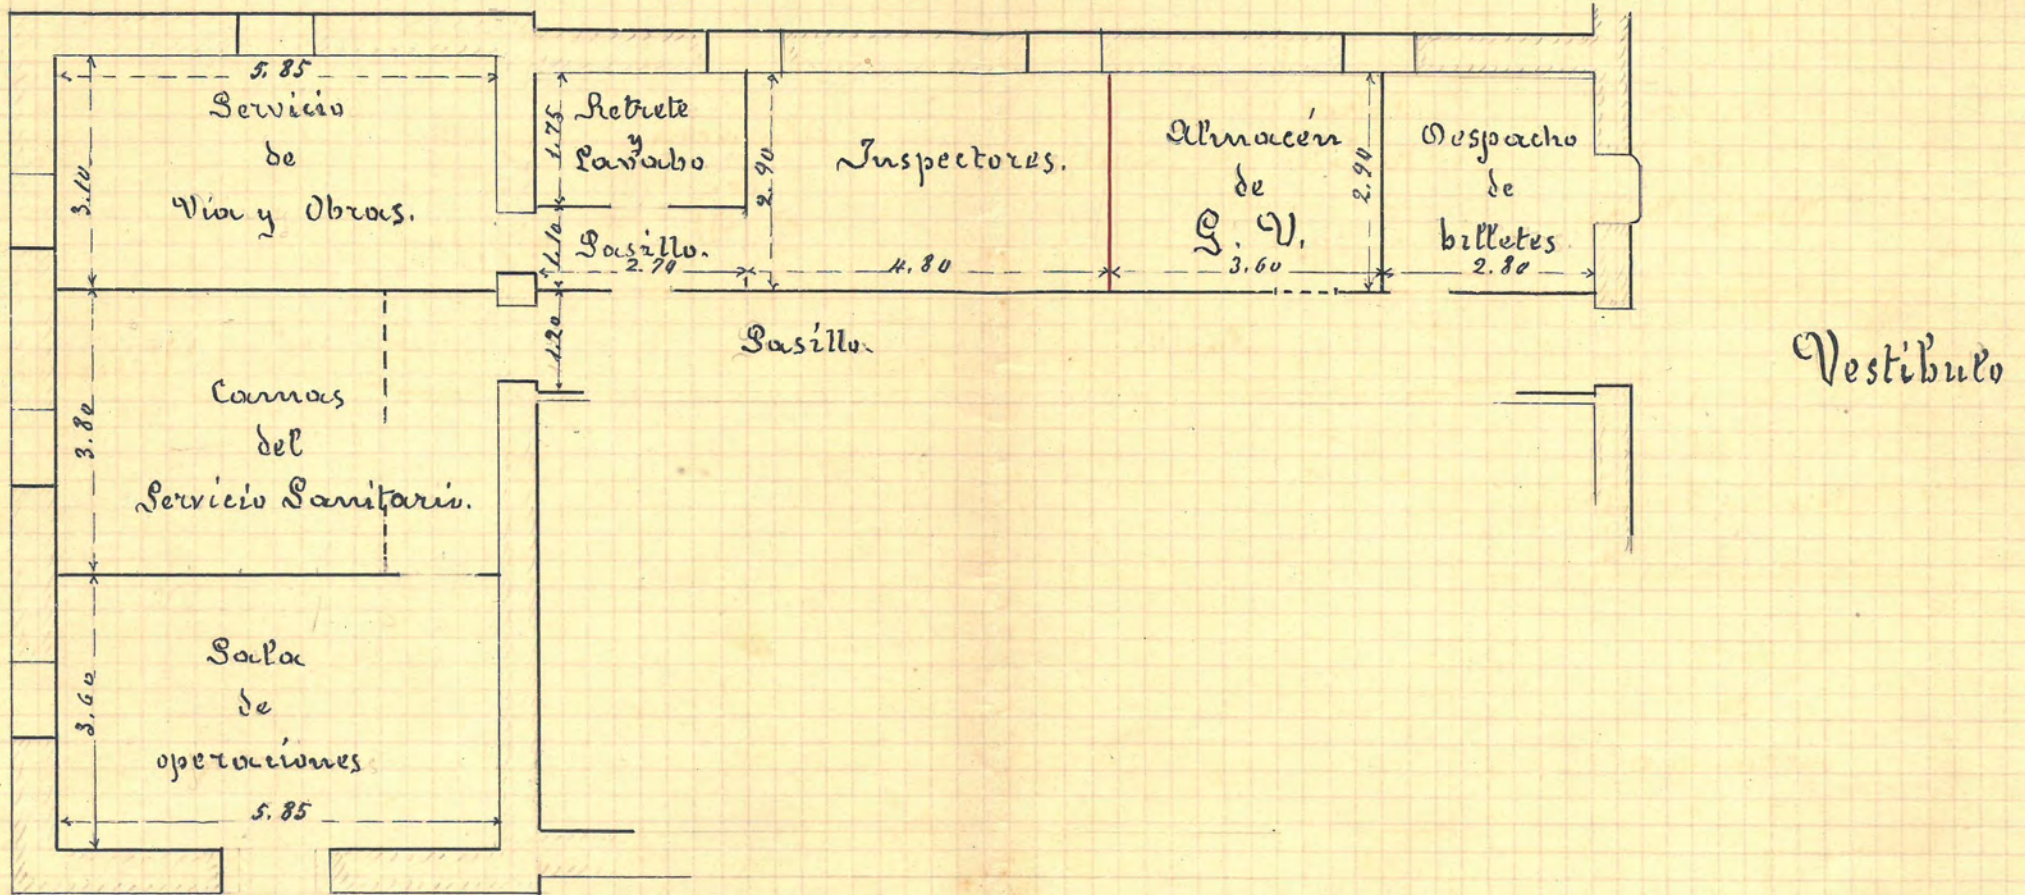 5.85
Servicio
de
Vía y Obras.
3.10
Retrete
y
Lavabo
1.75
Pasillo.
1.10
2.70
2.90
Inspectores.
4.80
Almacén
de
G. V.
2.90
3.60
Despacho
de
billetes
2.80
1.20
Pasillo.
Vestíbulo
Camas
del
Servicio Sanitario.
3.80
Sala
de
operaciones
3.60
5.85